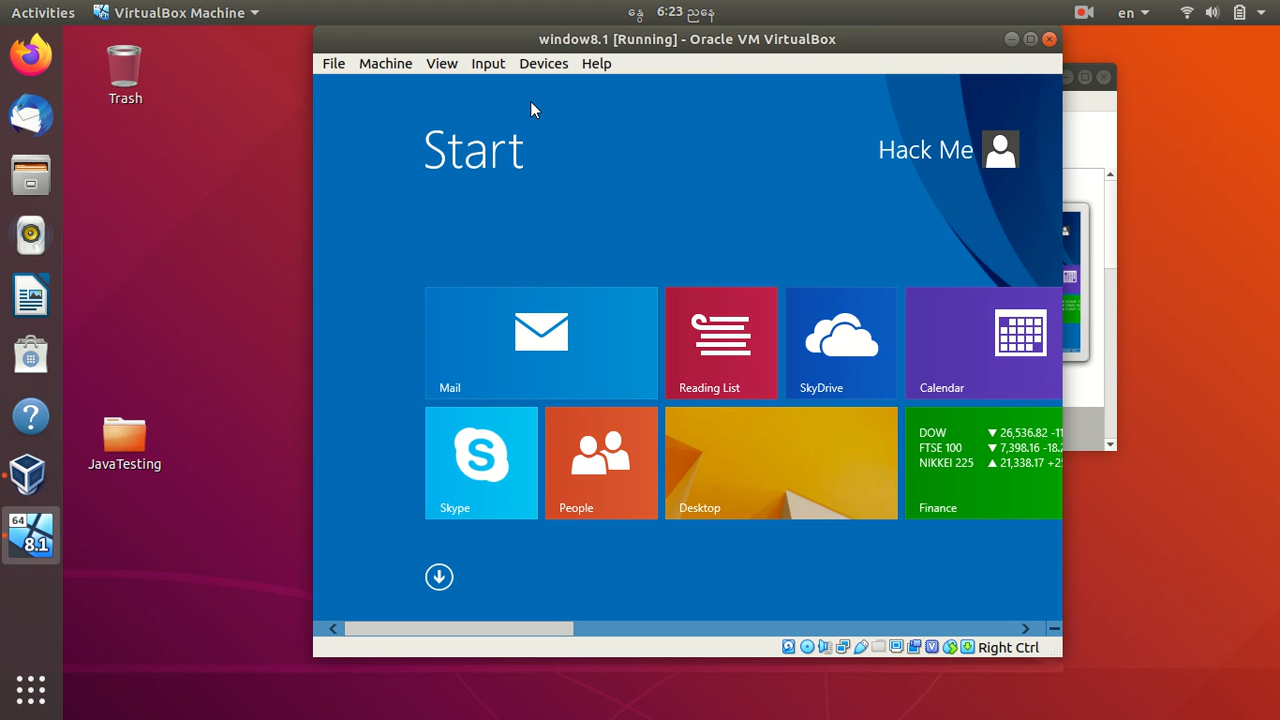 Activities
VirtualBox Machine
နွေ 6:23 ညနေ
en
Trash
JavaTesting
64
8.1
window8.1 [Running] - Oracle VM VirtualBox
File Machine View Input Devices Help
Start
Hack Me
Mail
Reading List
SkyDrive
Calendar
Skype
People
Desktop
DOW ▼ 26,536.82
FTSE 100 ▼ 7,398.16
NIKKEI 225 ▲ 21,338.17
Finance
Right Ctrl